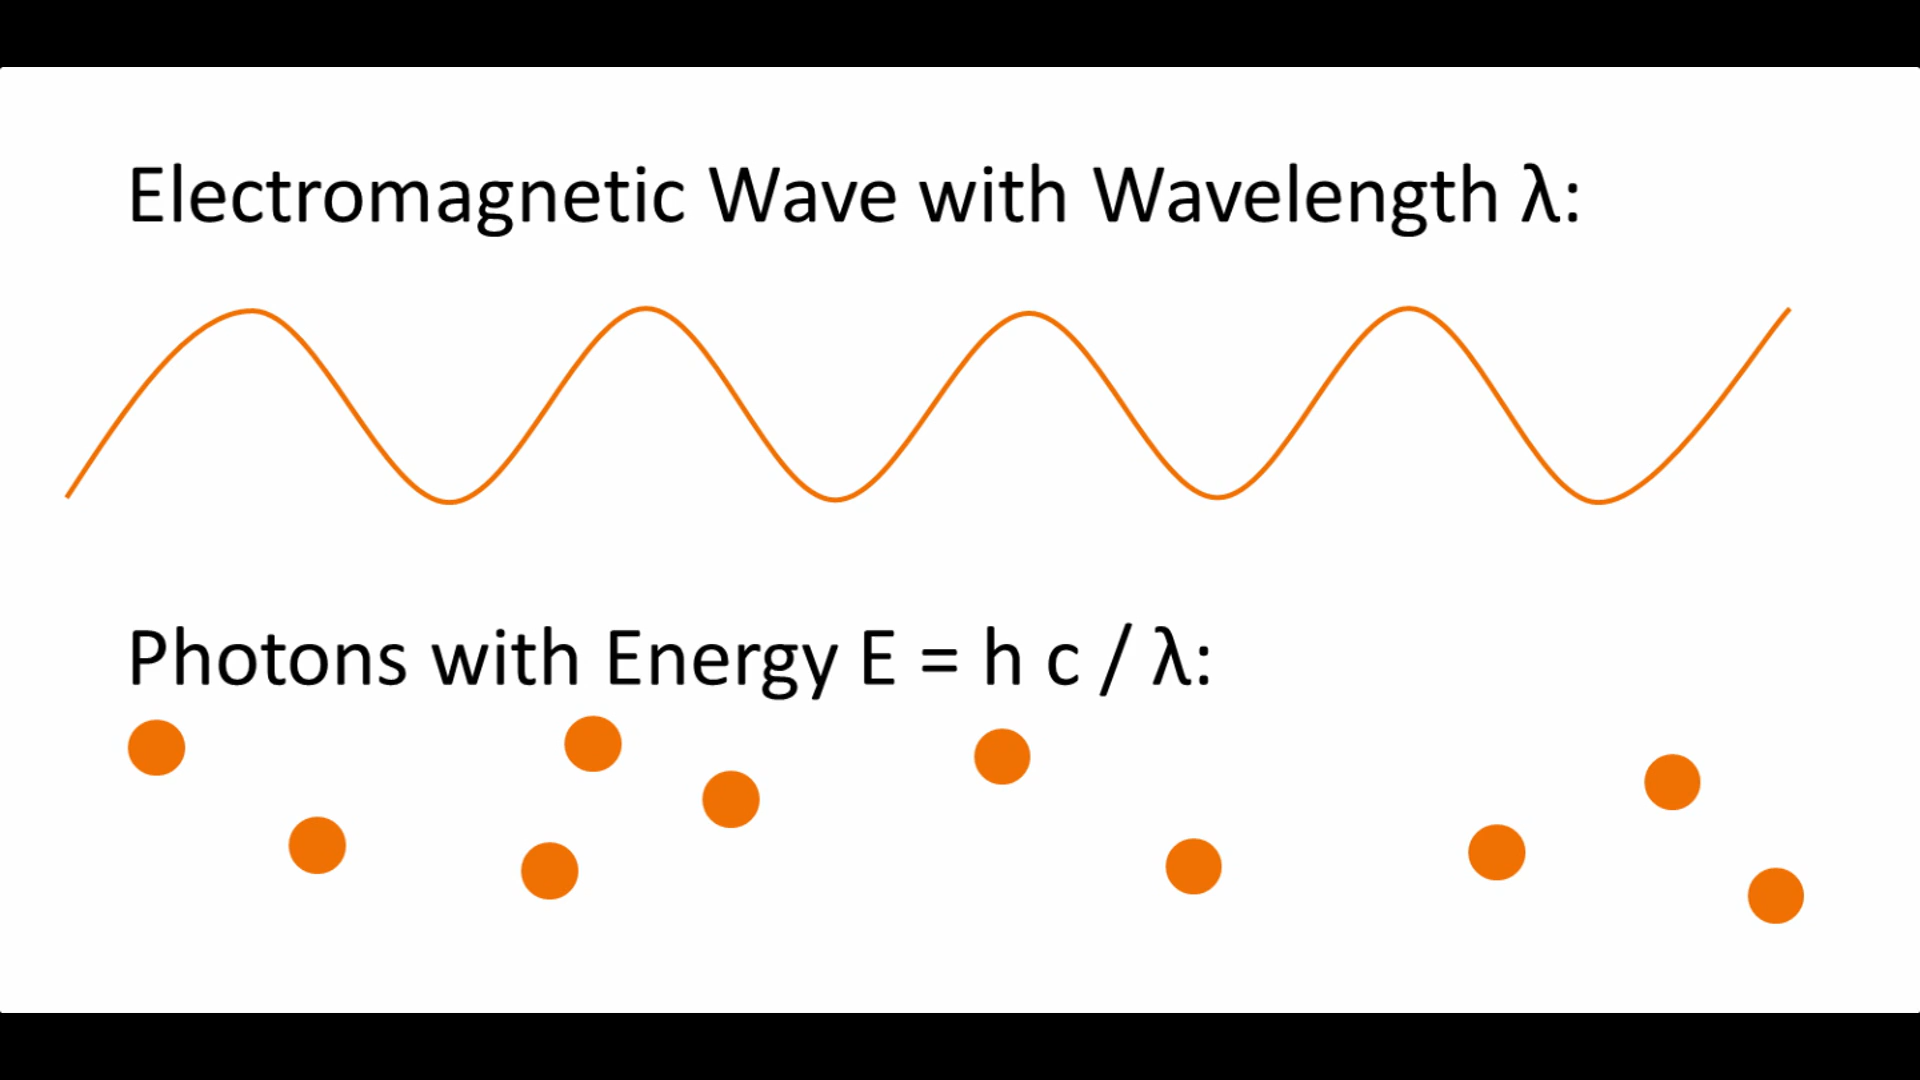 Electromagnetic Wave with Wavelength λ:
Photons with Energy E = h c / λ: